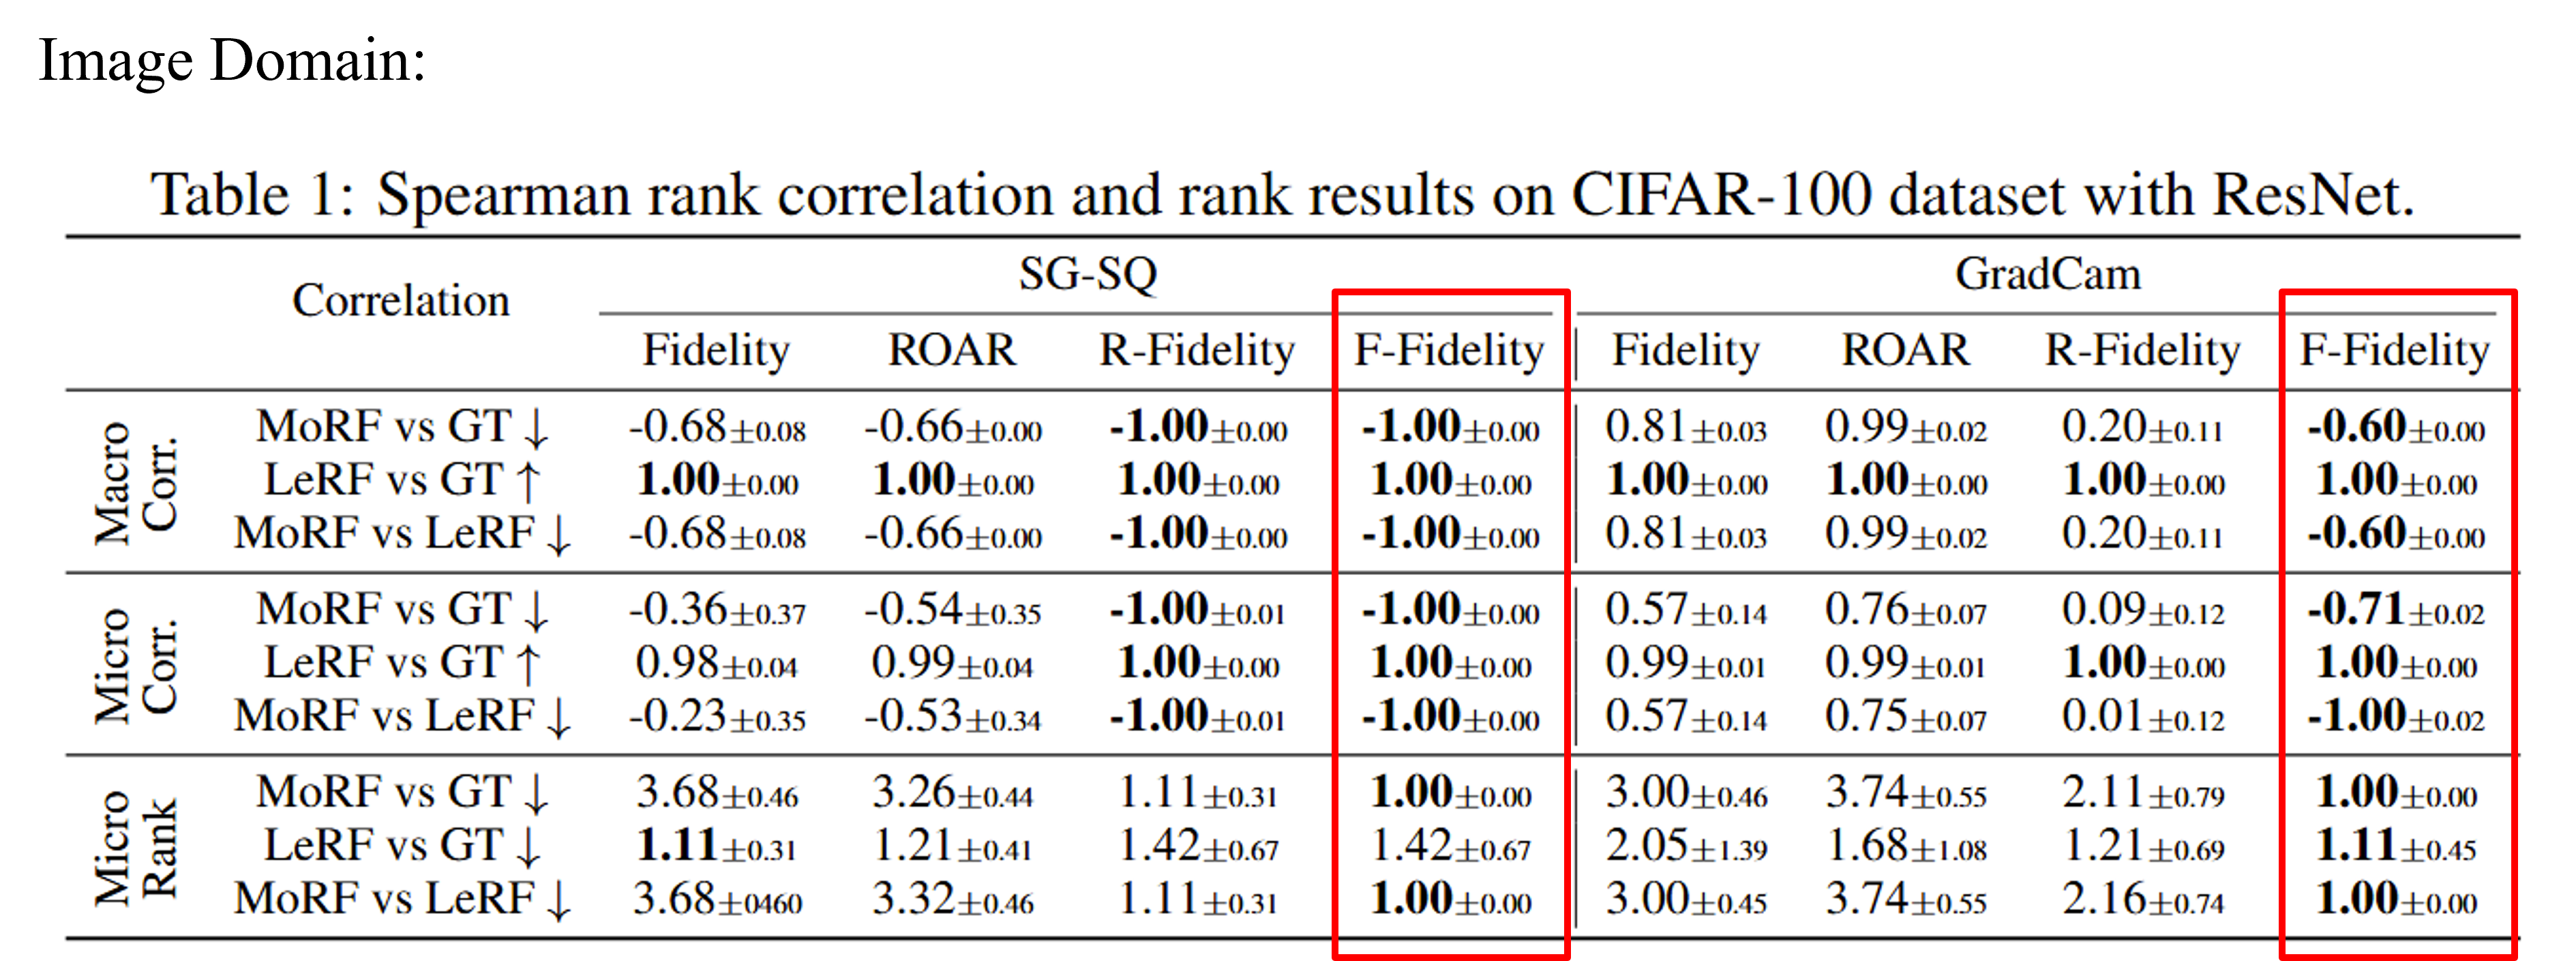 Image Domain:
Table 1: Spearman rank correlation and rank results on CIFAR-100 dataset with ResNet.
Correlation SG-SQ GradCam
Fidelity ROAR R-Fidelity F-Fidelity Fidelity ROAR R-Fidelity F-Fidelity
Macro Corr.
MoRF vs GT ↓ -0.68±0.08 -0.66±0.00 -1.00±0.00 -1.00±0.00 0.81±0.03 0.99±0.02 0.20±0.11 -0.60±0.00
LeRF vs GT ↑ 1.00±0.00 1.00±0.00 1.00±0.00 1.00±0.00 1.00±0.00 1.00±0.00 1.00±0.00 1.00±0.00
MoRF vs LeRF ↓ -0.68±0.08 -0.66±0.00 -1.00±0.00 -1.00±0.00 0.81±0.03 0.99±0.02 0.20±0.11 -0.60±0.00
Micro Corr.
MoRF vs GT ↓ -0.36±0.37 -0.54±0.35 -1.00±0.01 -1.00±0.00 0.57±0.14 0.76±0.07 0.09±0.12 -0.71±0.02
LeRF vs GT ↑ 0.98±0.04 0.99±0.04 1.00±0.00 1.00±0.00 0.99±0.01 0.99±0.01 1.00±0.00 1.00±0.00
MoRF vs LeRF ↓ -0.23±0.35 -0.53±0.34 -1.00±0.01 -1.00±0.00 0.57±0.14 0.75±0.07 0.01±0.12 -1.00±0.02
Micro Rank
MoRF vs GT ↓ 3.68±0.46 3.26±0.44 1.11±0.31 1.00±0.00 3.00±0.46 3.74±0.55 2.11±0.79 1.00±0.00
LeRF vs GT ↓ 1.11±0.31 1.21±0.41 1.42±0.67 1.42±0.67 2.05±1.39 1.68±1.08 1.21±0.69 1.11±0.45
MoRF vs LeRF ↓ 3.68±0460 3.32±0.46 1.11±0.31 1.00±0.00 3.00±0.45 3.74±0.55 2.16±0.74 1.00±0.00